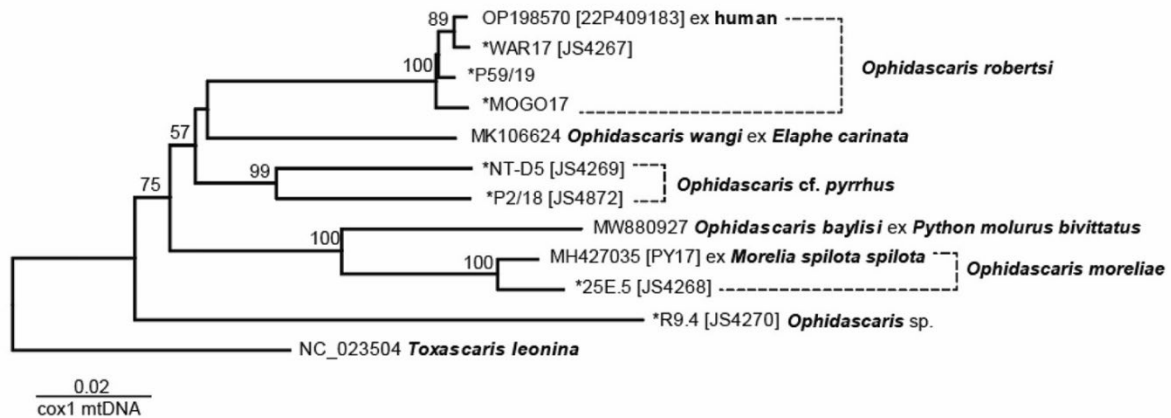 89
OP198570 [22P409183] ex human
*WAR17 [JS4267]
100
*P59/19
Ophidascaris robertsi
*MOGO17
57
MK106624 Ophidascaris wangi ex Elaphe carinata
99
*NT-D5 [JS4269]
75
Ophidascaris cf. pyrrhus
*P2/18 [JS4872]
MW880927 Ophidascaris baylisi ex Python molurus bivittatus
100
MH427035 [PY17] ex Morelia spilota spilota
100
Ophidascaris moreliae
*25E.5 [JS4268]
*R9.4 [JS4270] Ophidascaris sp.
NC_023504 Toxascaris leonina
0.02
cox1 mtDNA